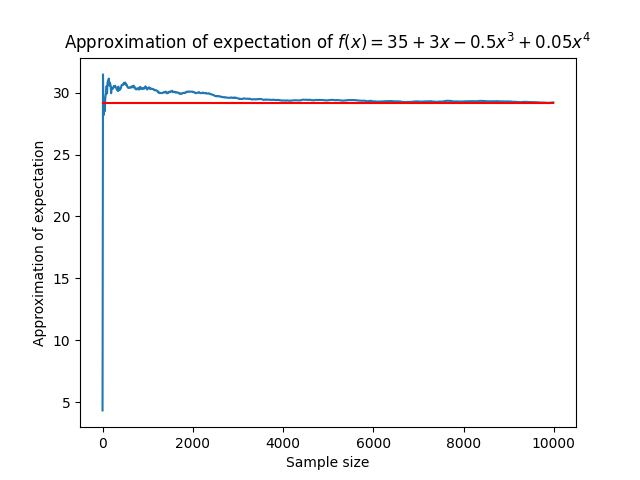 Approximation of expectation of f(x) = 35 + 3x − 0.5x³ + 0.05x⁴
30
25
20
15
10
5
Approximation of expectation
0 2000 4000 6000 8000 10000
Sample size